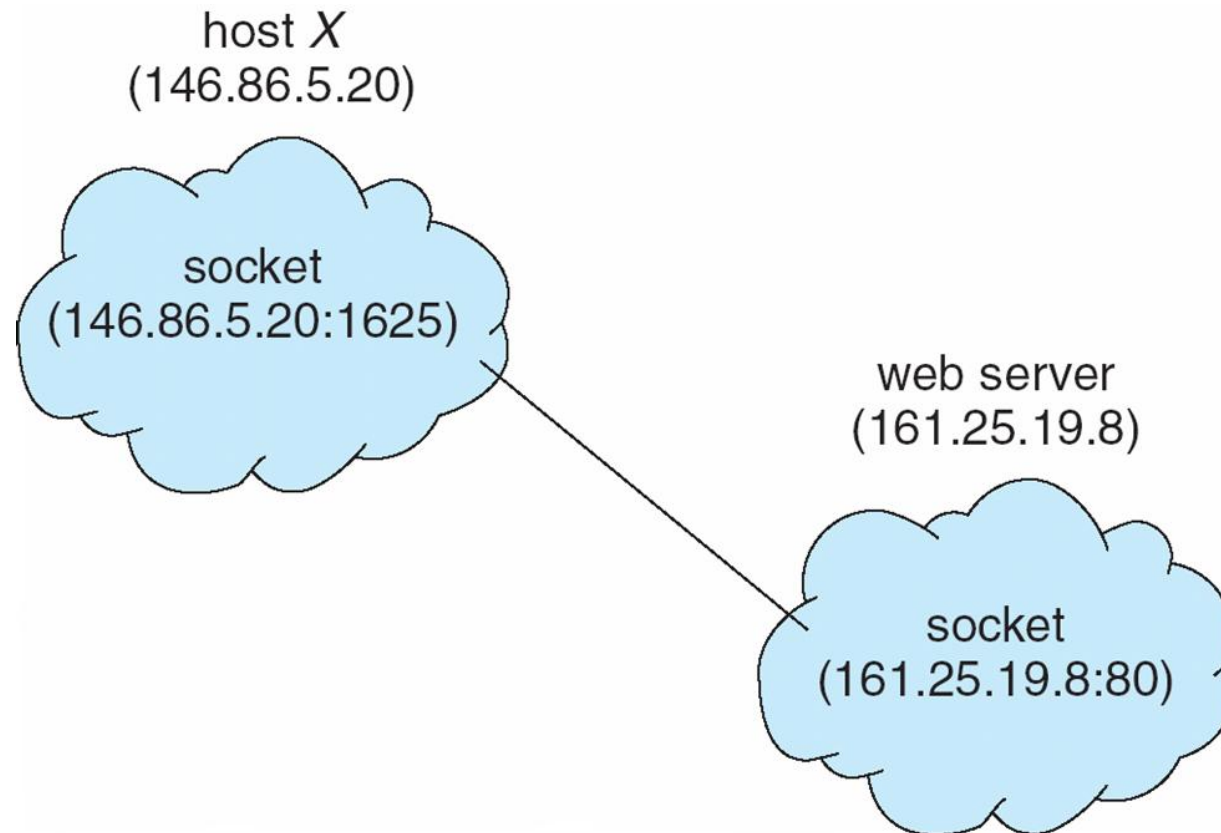 host X
(146.86.5.20)
socket
(146.86.5.20:1625)
web server
(161.25.19.8)
socket
(161.25.19.8:80)